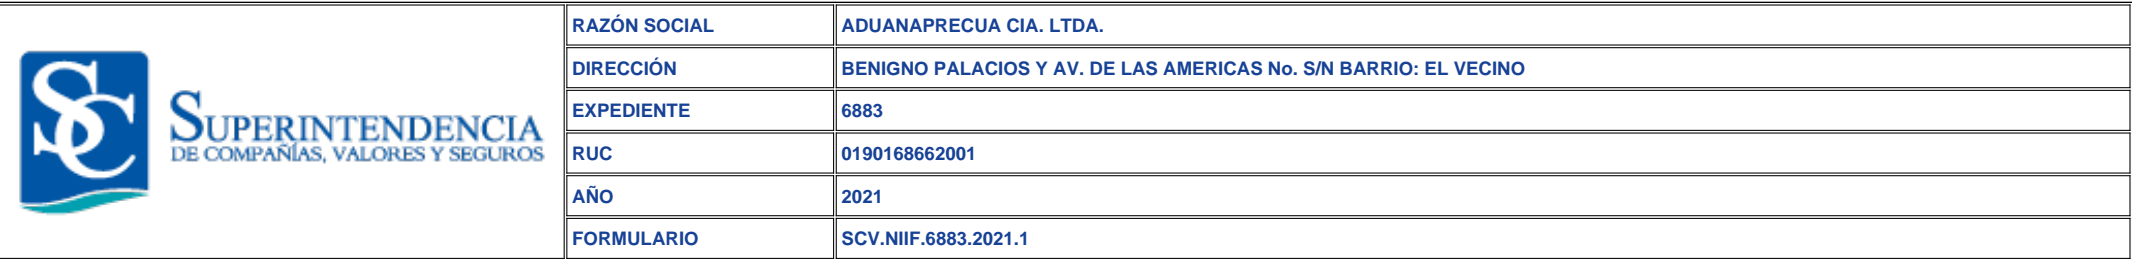 SC
SUPERINTENDENCIA
DE COMPAÑÍAS, VALORES Y SEGUROS
RAZÓN SOCIAL ADUANAPRECUA CIA. LTDA.
DIRECCIÓN BENIGNO PALACIOS Y AV. DE LAS AMERICAS No. S/N BARRIO: EL VECINO
EXPEDIENTE 6883
RUC 0190168662001
AÑO 2021
FORMULARIO SCV.NIIF.6883.2021.1